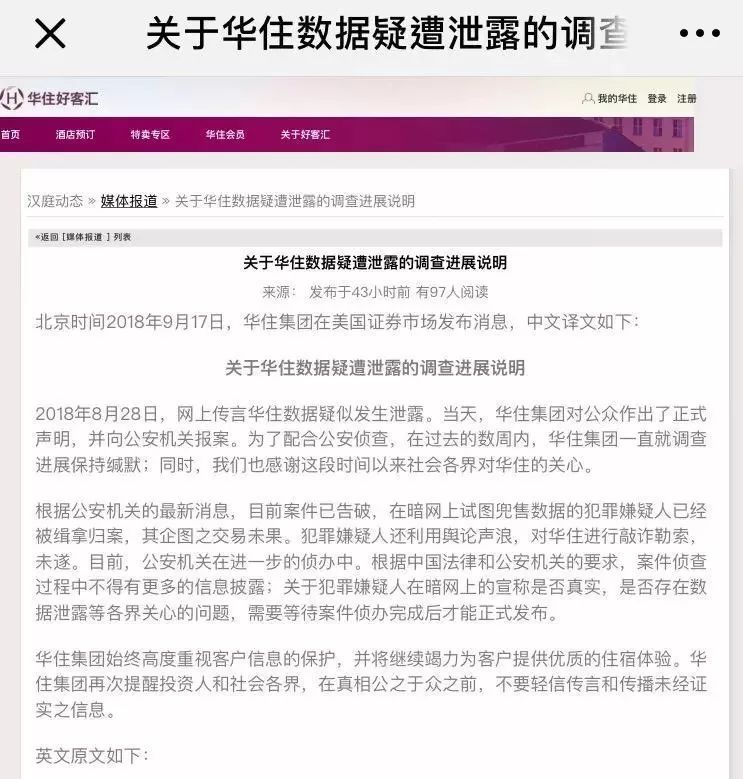 关于华住数据疑遭泄露的调查
华住好客汇
我的华住 登录 注册
首页 酒店预订 特卖专区 华住会员 关于好客汇
汉庭动态 » 媒体报道 » 关于华住数据疑遭泄露的调查进展说明
«返回 [媒体报道 ] 列表
关于华住数据疑遭泄露的调查进展说明
来源： 发布于43小时前 有97人阅读
北京时间2018年9月17日，华住集团在美国证券市场发布消息，中文译文如下：
关于华住数据疑遭泄露的调查进展说明
2018年8月28日，网上传言华住数据疑似发生泄露。当天，华住集团对公众作出了正式
声明，并向公安机关报案。为了配合公安侦查，在过去的数周内，华住集团一直就调查
进展保持缄默；同时，我们也感谢这段时间以来社会各界对华住的关心。
根据公安机关的最新消息，目前案件已告破，在暗网上试图兜售数据的犯罪嫌疑人已经
被缉拿归案，其企图之交易未果。犯罪嫌疑人还利用舆论声浪，对华住进行敲诈勒索，
未遂。目前，公安机关在进一步的侦办中。根据中国法律和公安机关的要求，案件侦查
过程中不得有更多的信息披露；关于犯罪嫌疑人在暗网上的宣称是否真实，是否存在数
据泄露等各界关心的问题，需要等待案件侦办完成后才能正式发布。
华住集团始终高度重视客户信息的保护，并将继续竭力为客户提供优质的住宿体验。华
住集团再次提醒投资人和社会各界，在真相公之于众之前，不要轻信传言和传播未经证
实之信息。
英文原文如下：